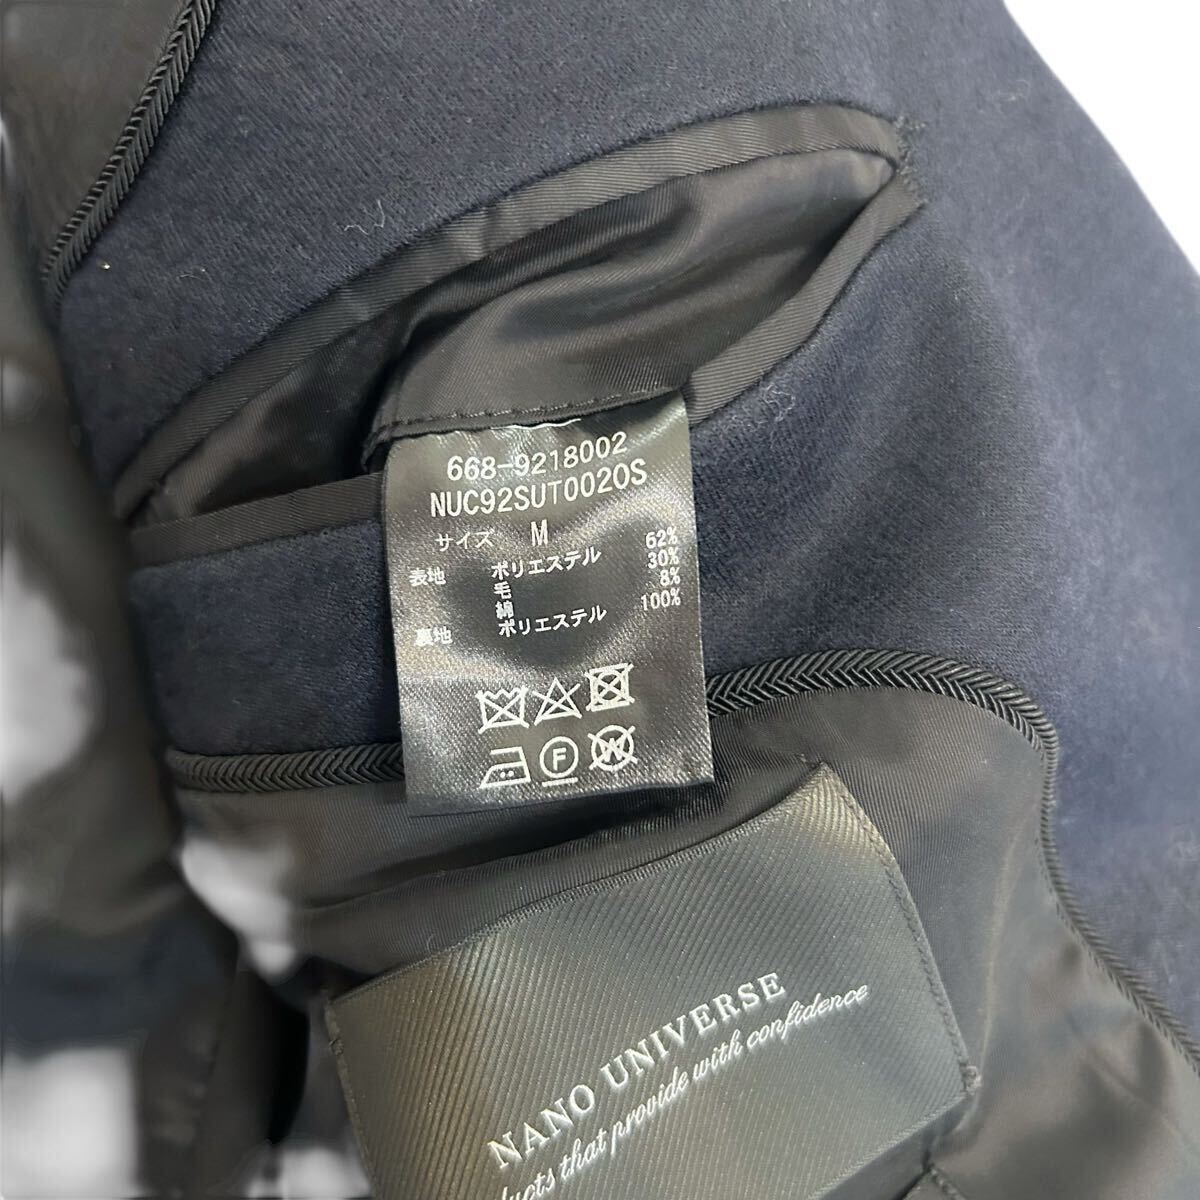 668-9218002
NUC92SUT0020S
サイズ M
表地 ポリエステル 62%
毛 30%
綿 8%
裏地 ポリエステル 100%
F
W
NANO UNIVERSE
that provide with confidence